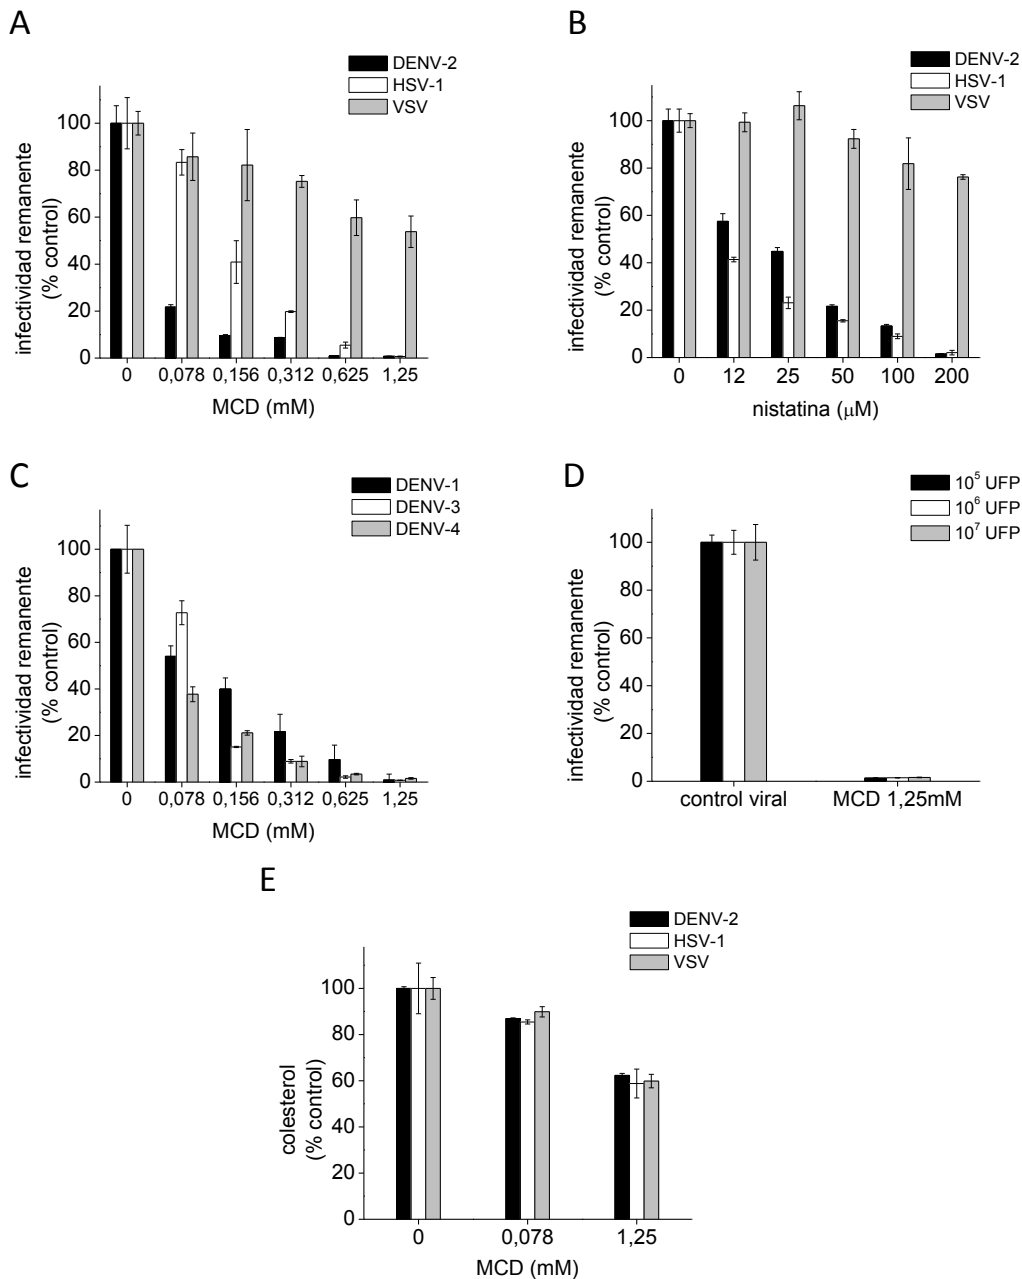 A
DENV-2
HSV-1
VSV
infectividad remanente
(% control)
100
80
60
40
20
0
0 0,078 0,156 0,312 0,625 1,25
MCD (mM)
B
DENV-2
HSV-1
VSV
infectividad remanente
(% control)
100
80
60
40
20
0
0 12 25 50 100 200
nistatina (μM)
C
DENV-1
DENV-3
DENV-4
infectividad remanente
(% control)
100
80
60
40
20
0
0 0,078 0,156 0,312 0,625 1,25
MCD (mM)
D
10⁵ UFP
10⁶ UFP
10⁷ UFP
infectividad remanente
(% control)
100
80
60
40
20
0
control viral MCD 1,25mM
E
DENV-2
HSV-1
VSV
colesterol
(% control)
100
80
60
40
20
0
0 0,078 1,25
MCD (mM)